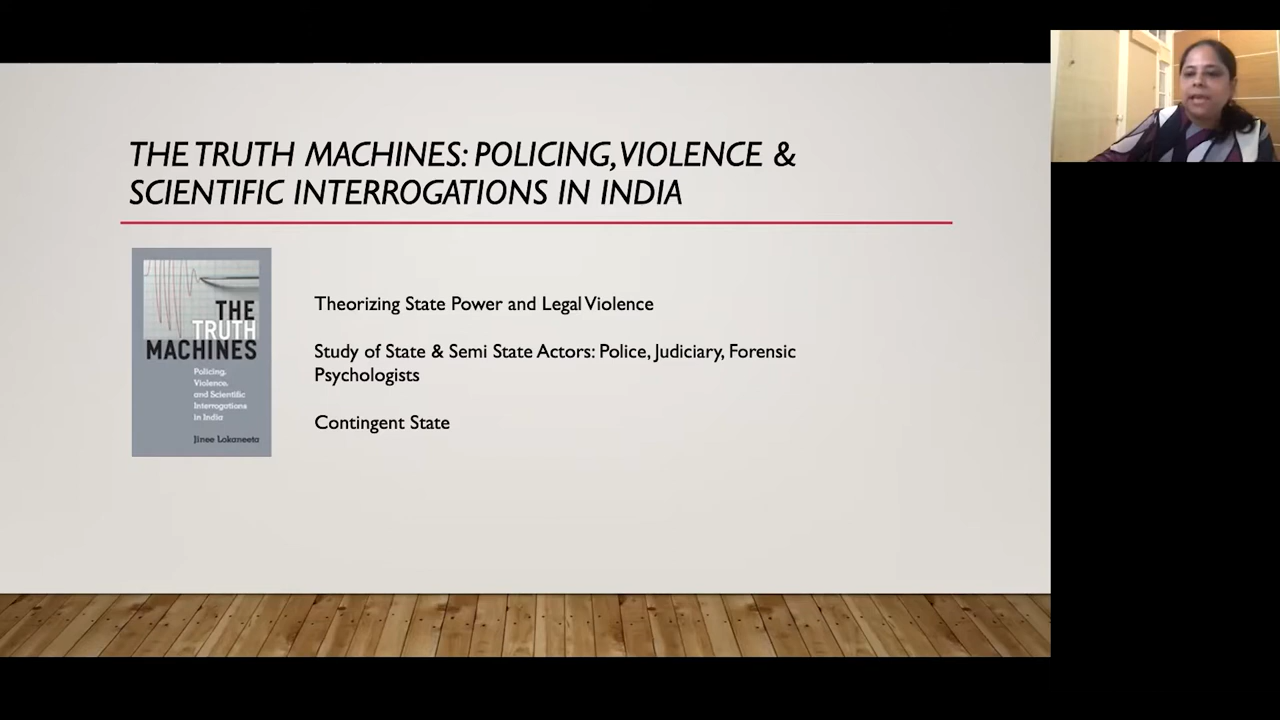 THE TRUTH MACHINES: POLICING, VIOLENCE &
SCIENTIFIC INTERROGATIONS IN INDIA
THE
TRUTH
MACHINES
Policing,
Violence,
and Scientific
Interrogations
in India
Jinee Lokaneeta
Theorizing State Power and Legal Violence
Study of State & Semi State Actors: Police, Judiciary, Forensic
Psychologists
Contingent State